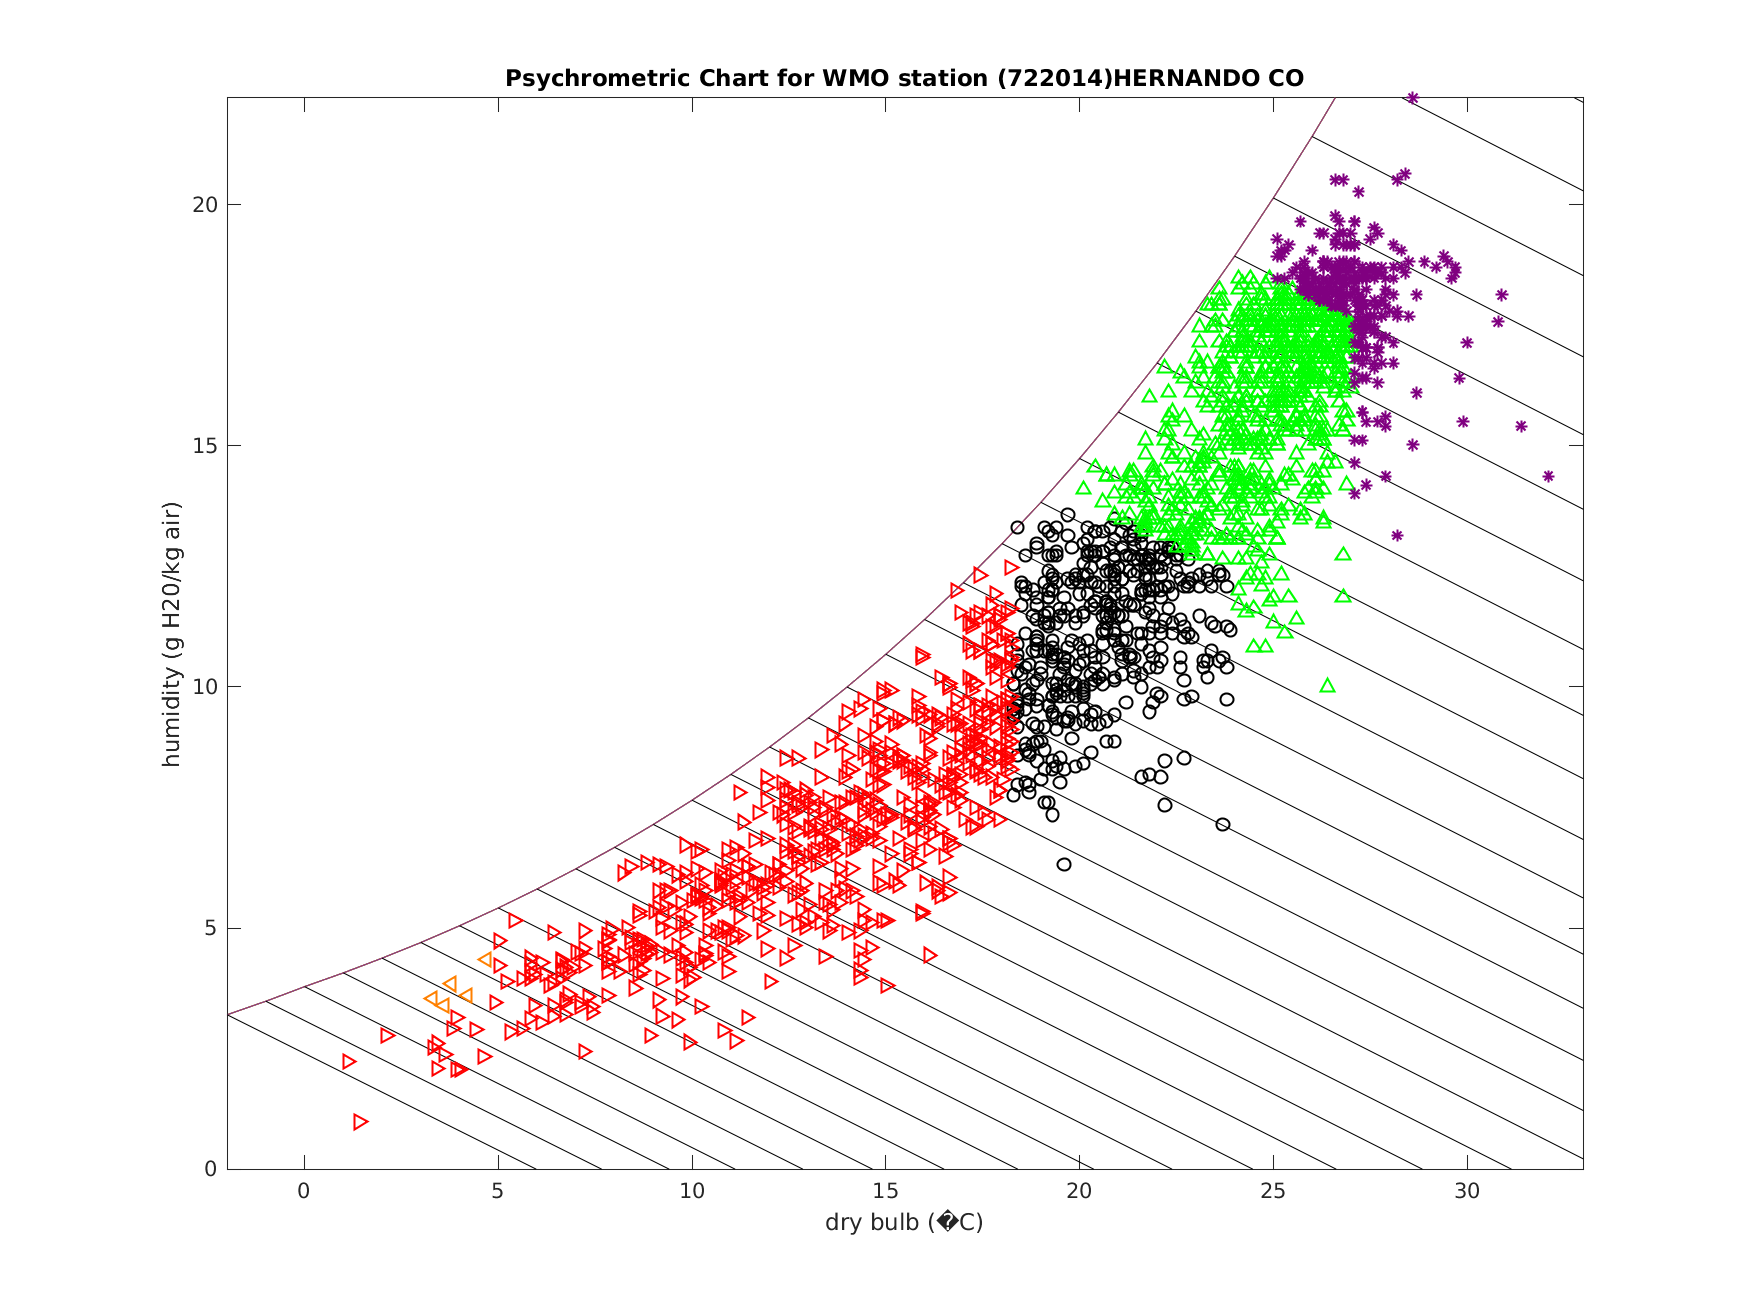 Psychrometric Chart for WMO station (722014)HERNANDO CO
humidity (g H20/kg air)
20
15
10
5
0
0 5 10 15 20 25 30
dry bulb (�C)